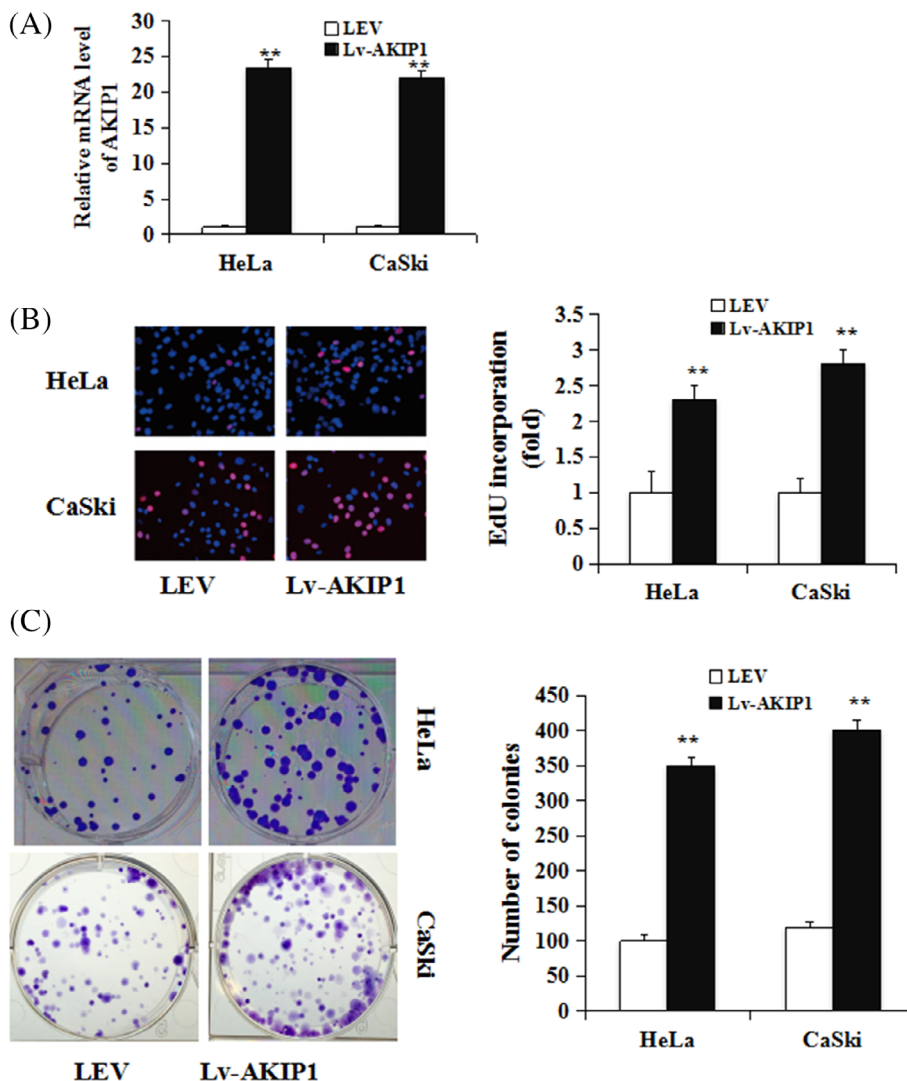 (A)
Relative mRNA level
of AKIP1
30
25
20
15
10
5
0
LEV
Lv-AKIP1
**
**
HeLa
CaSki
(B)
HeLa
CaSki
LEV
Lv-AKIP1
EdU incorporation
(fold)
3.5
3
2.5
2
1.5
1
0.5
0
LEV
Lv-AKIP1
**
**
HeLa
CaSki
(C)
HeLa
CaSki
LEV
Lv-AKIP1
Number of colonies
450
400
350
300
250
200
150
100
50
0
LEV
Lv-AKIP1
**
**
HeLa
CaSki